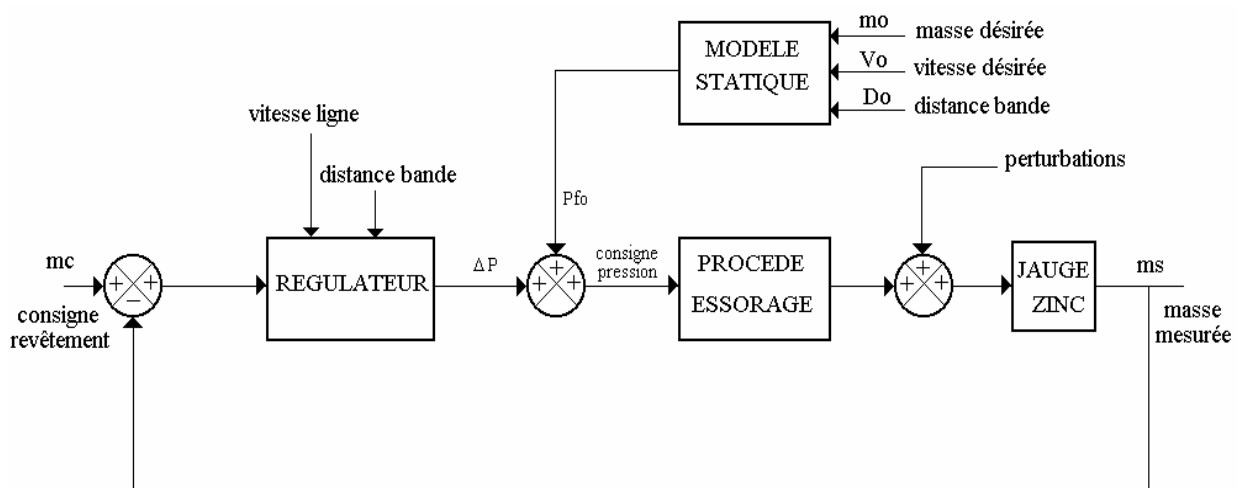 mo
masse désirée
MODELE
STATIQUE
Vo
vitesse désirée
Do
distance bande
vitesse ligne
distance bande
perturbations
Pfo
mc
consigne
revêtement
+
+
−
REGULATEUR
ΔP
+
+
+
consigne
pression
PROCEDE
ESSORAGE
+
+
+
JAUGE
ZINC
ms
masse
mesurée